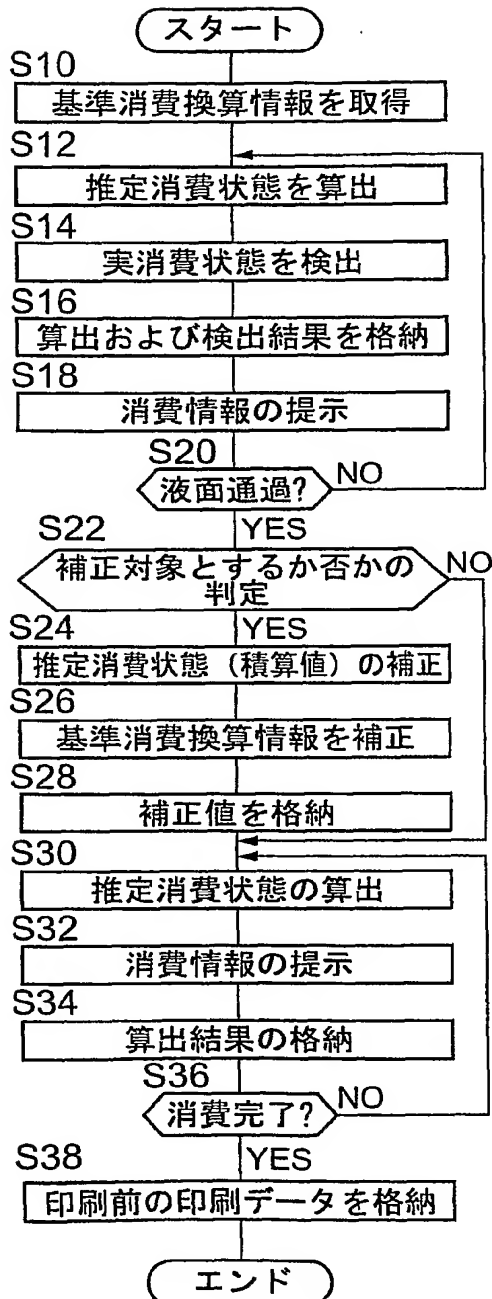 スタート
S10
基準消費換算情報を取得
S12
推定消費状態を算出
S14
実消費状態を検出
S16
算出および検出結果を格納
S18
消費情報の提示
S20
液面通過?
NO
YES
S22
補正対象とするか否かの
判定
NO
YES
S24
推定消費状態（積算値）の補正
S26
基準消費換算情報を補正
S28
補正値を格納
S30
推定消費状態の算出
S32
消費情報の提示
S34
算出結果の格納
S36
消費完了?
NO
YES
S38
印刷前の印刷データを格納
エンド